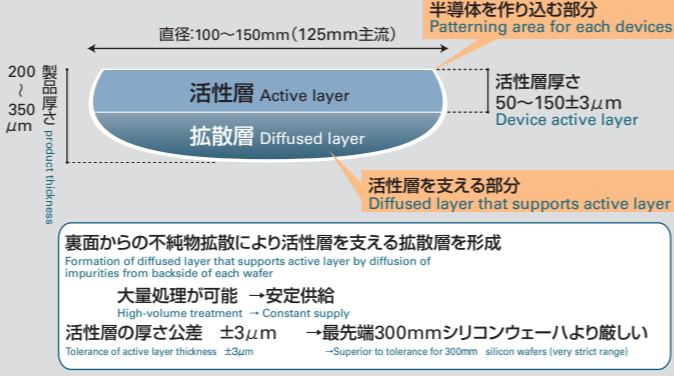 半導体を作り込む部分
Patterning area for each devices
直径:100～150mm(125mm主流)
200
～
350
μm
製品厚さ
product thickness
活性層 Active layer
拡散層 Diffused layer
活性層厚さ
50～150±3μm
Device active layer
活性層を支える部分
Diffused layer that supports active layer
裏面からの不純物拡散により活性層を支える拡散層を形成
Formation of diffused layer that supports active layer by diffusion of
impurities from backside of each wafer
大量処理が可能 →安定供給
High-volume treatment → Constant supply
活性層の厚さ公差 ±3μm →最先端300mmシリコンウェーハより厳しい
Tolerance of active layer thickness ±3μm →Superior to tolerance for 300mm silicon wafers (very strict range)